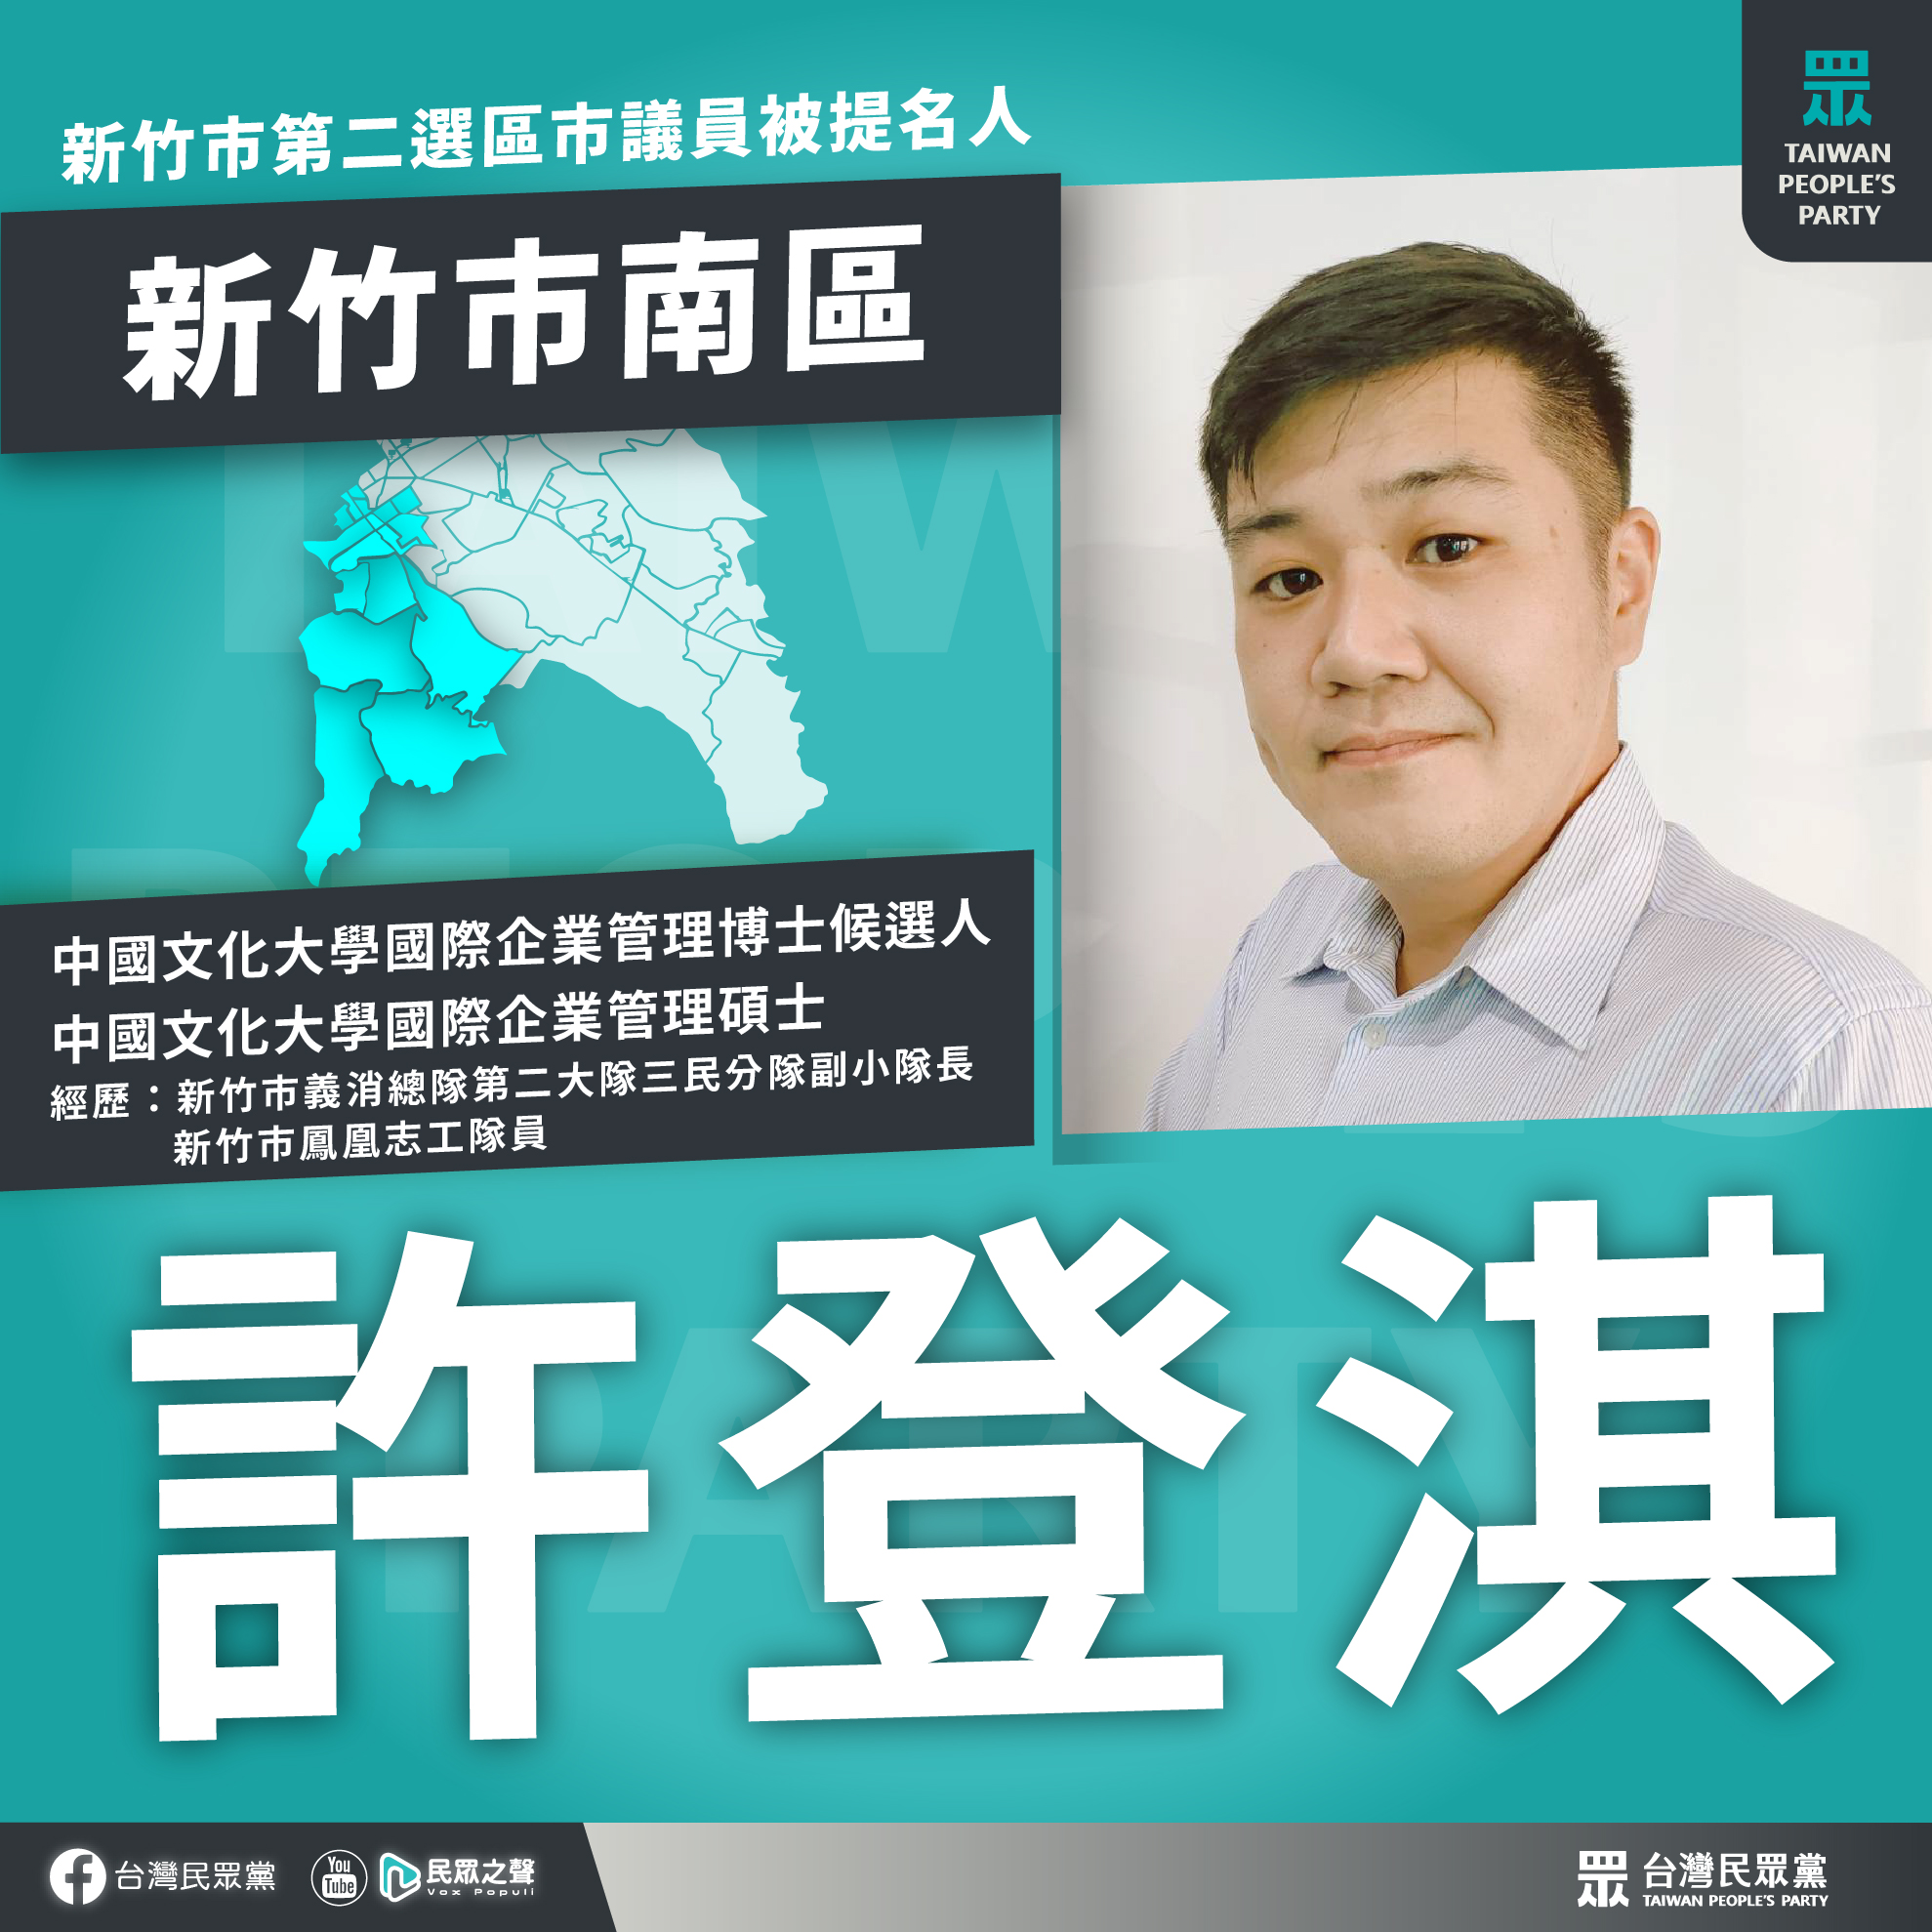 新竹市第二選區市議員被提名人
眾
TAIWAN
PEOPLE'S
PARTY
新竹市南區
中國文化大學國際企業管理博士候選人
中國文化大學國際企業管理碩士
經歷：新竹市義消總隊第二大隊三民分隊副小隊長
新竹市鳳凰志工隊員
許登淇
台灣民眾黨
You Tube
民眾之聲
Vox Populi
眾 台灣民眾黨
TAIWAN PEOPLE'S PARTY